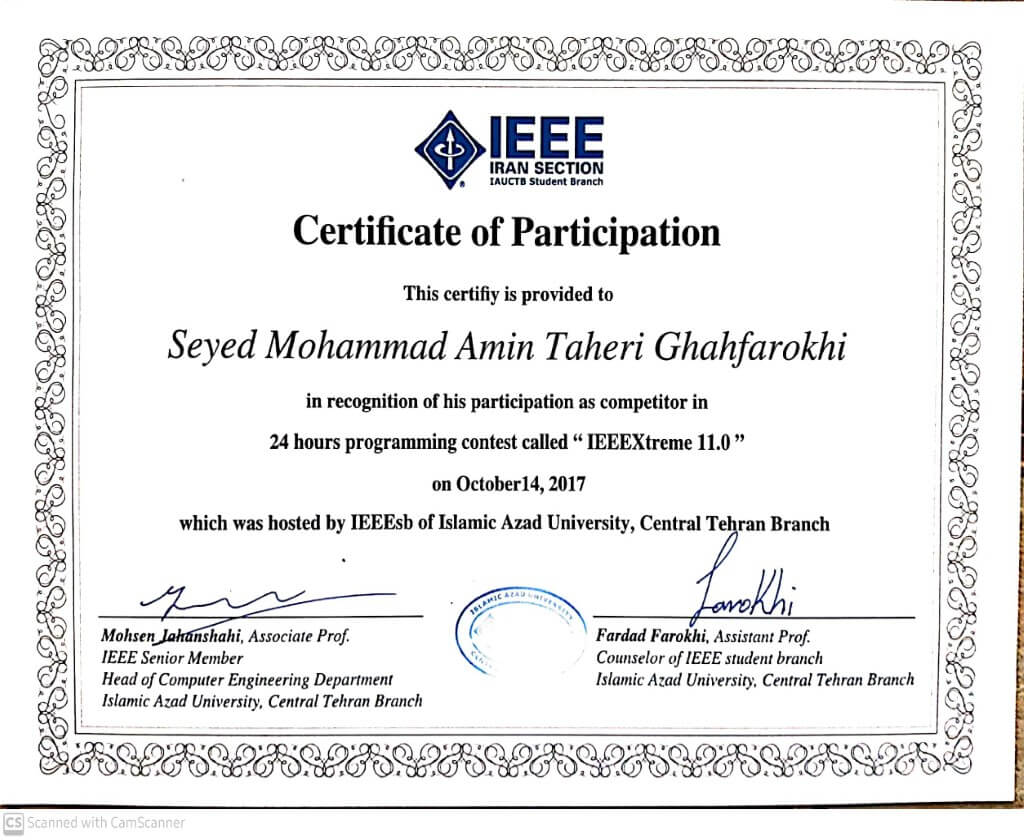 IEEE
IRAN SECTION
IAUCTB Student Branch
Certificate of Participation
This certifiy is provided to
Seyed Mohammad Amin Taheri Ghahfarokhi
in recognition of his participation as competitor in
24 hours programming contest called “ IEEEXtreme 11.0 ”
on October14, 2017
which was hosted by IEEEsb of Islamic Azad University, Central Tehran Branch
Farokhi
Mohsen Jahanshahi, Associate Prof.
IEEE Senior Member
Head of Computer Engineering Department
Islamic Azad University, Central Tehran Branch
ISLAMIC AZAD UNIVERSITY
Fardad Farokhi, Assistant Prof.
Counselor of IEEE student branch
Islamic Azad University, Central Tehran Branch
CS Scanned with CamScanner